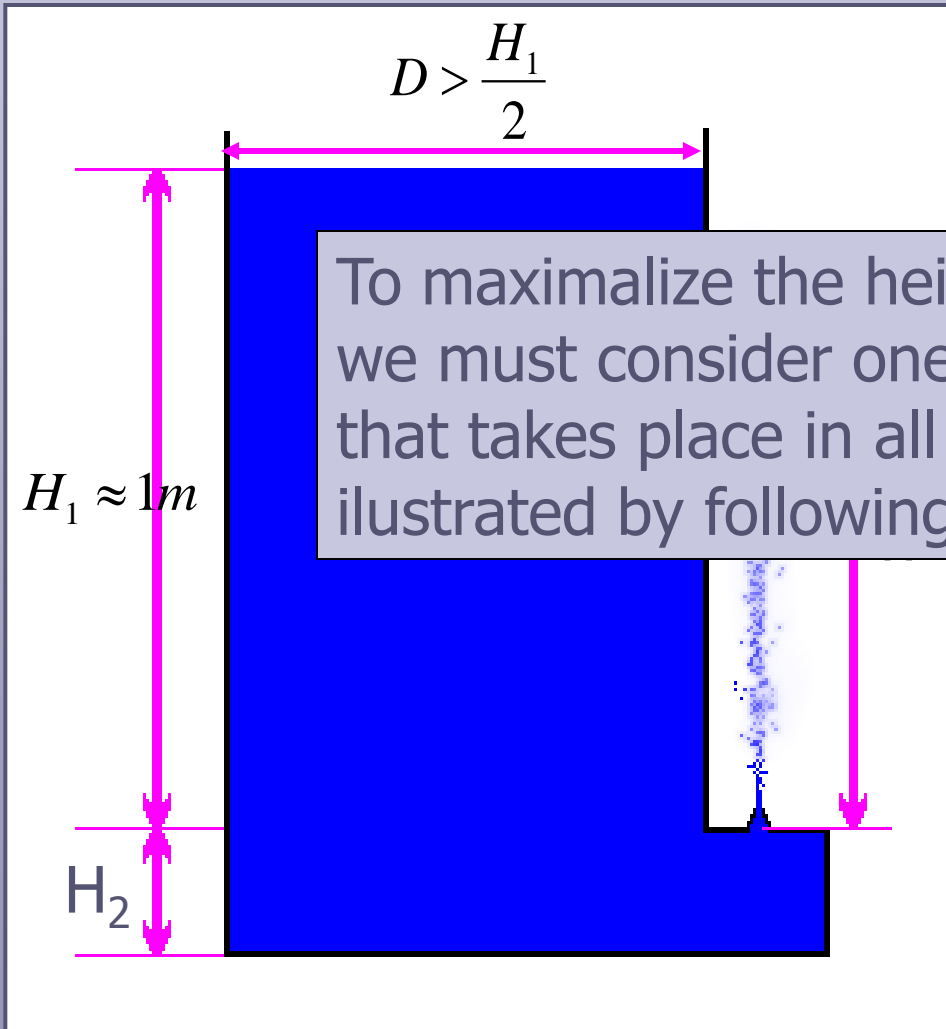 D > H₁/2
To maximalize the hei
we must consider one
that takes place in all
ilustrated by following
H₁ ≈ 1m
H₂